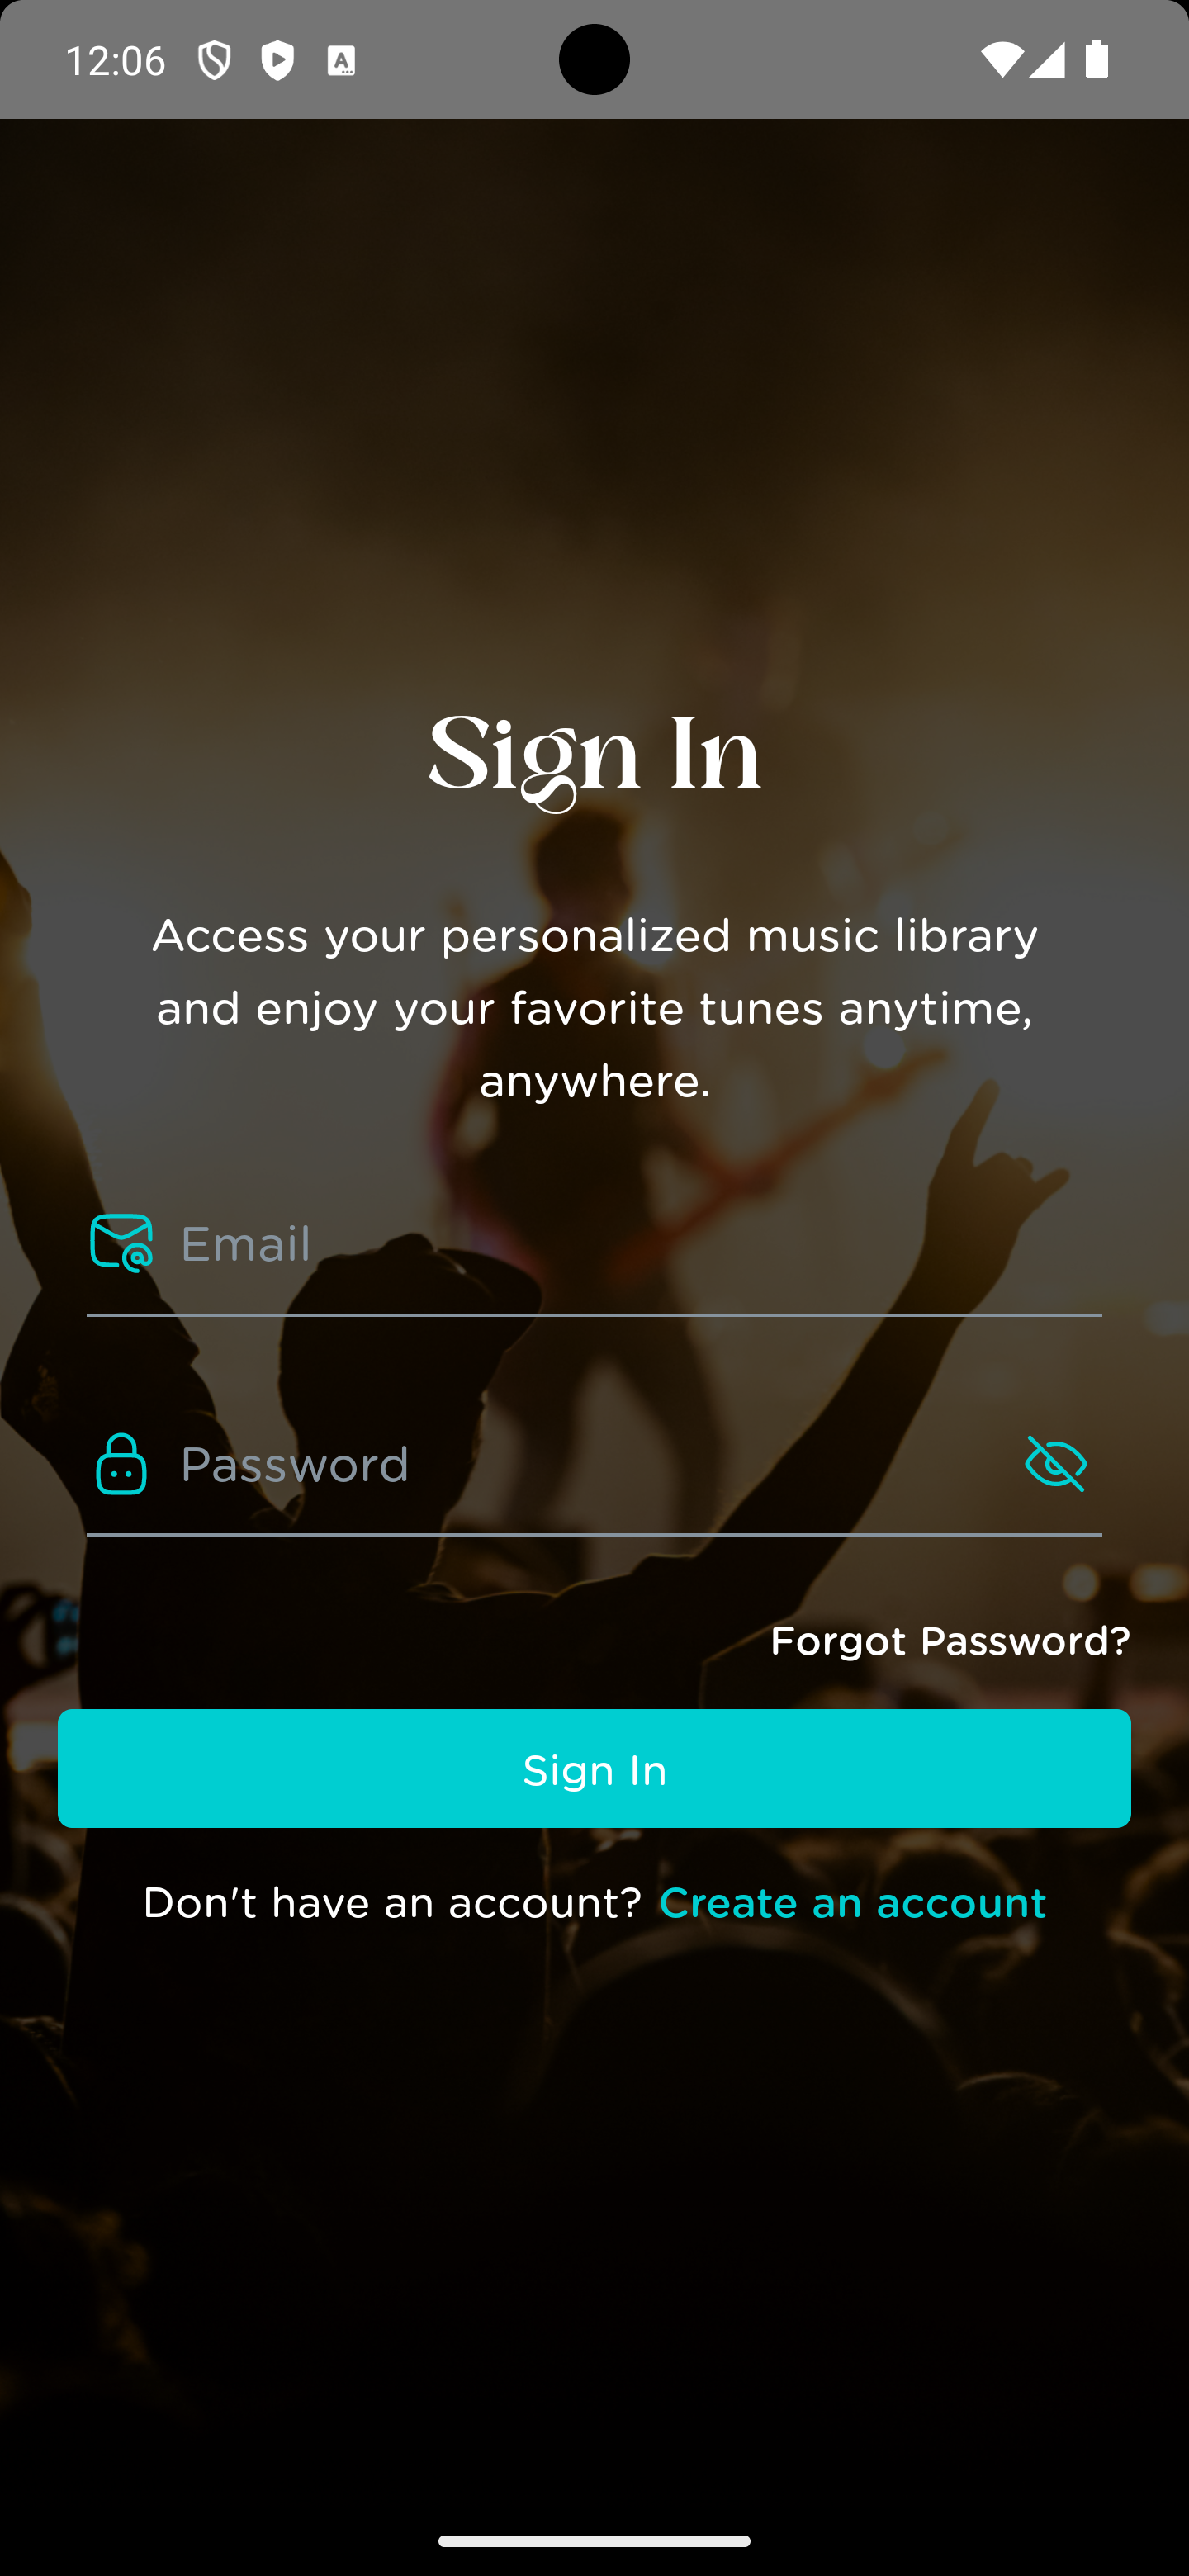 12:06
Sign In
Access your personalized music library
and enjoy your favorite tunes anytime,
anywhere.
Email
Password
Forgot Password?
Sign In
Don't have an account? Create an account